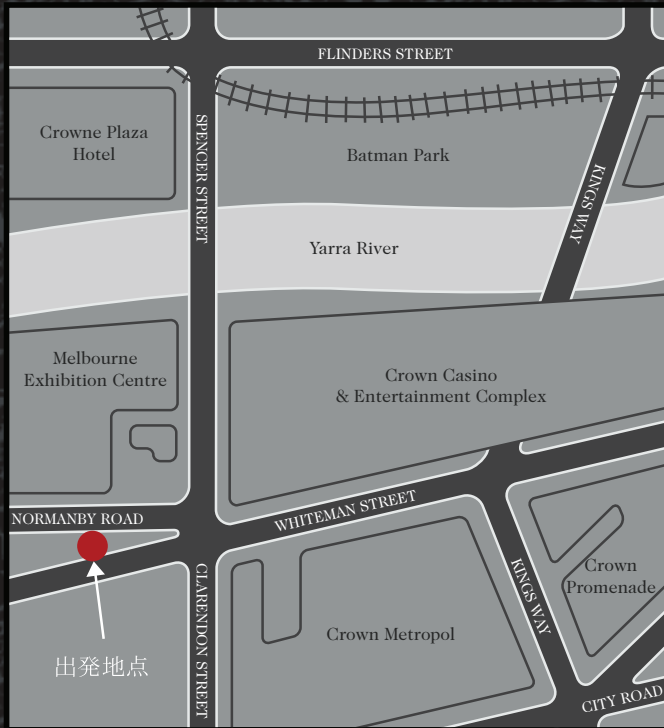 FLINDERS STREET
SPENCER STREET
Crowne Plaza
Hotel
Batman Park
KINGS WAY
Yarra River
Melbourne
Exhibition Centre
Crown Casino
& Entertainment Complex
NORMANBY ROAD
WHITEMAN STREET
CLARENDON STREET
KINGS WAY
Crown
Promenade
Crown Metropol
出発地点
CITY ROAD